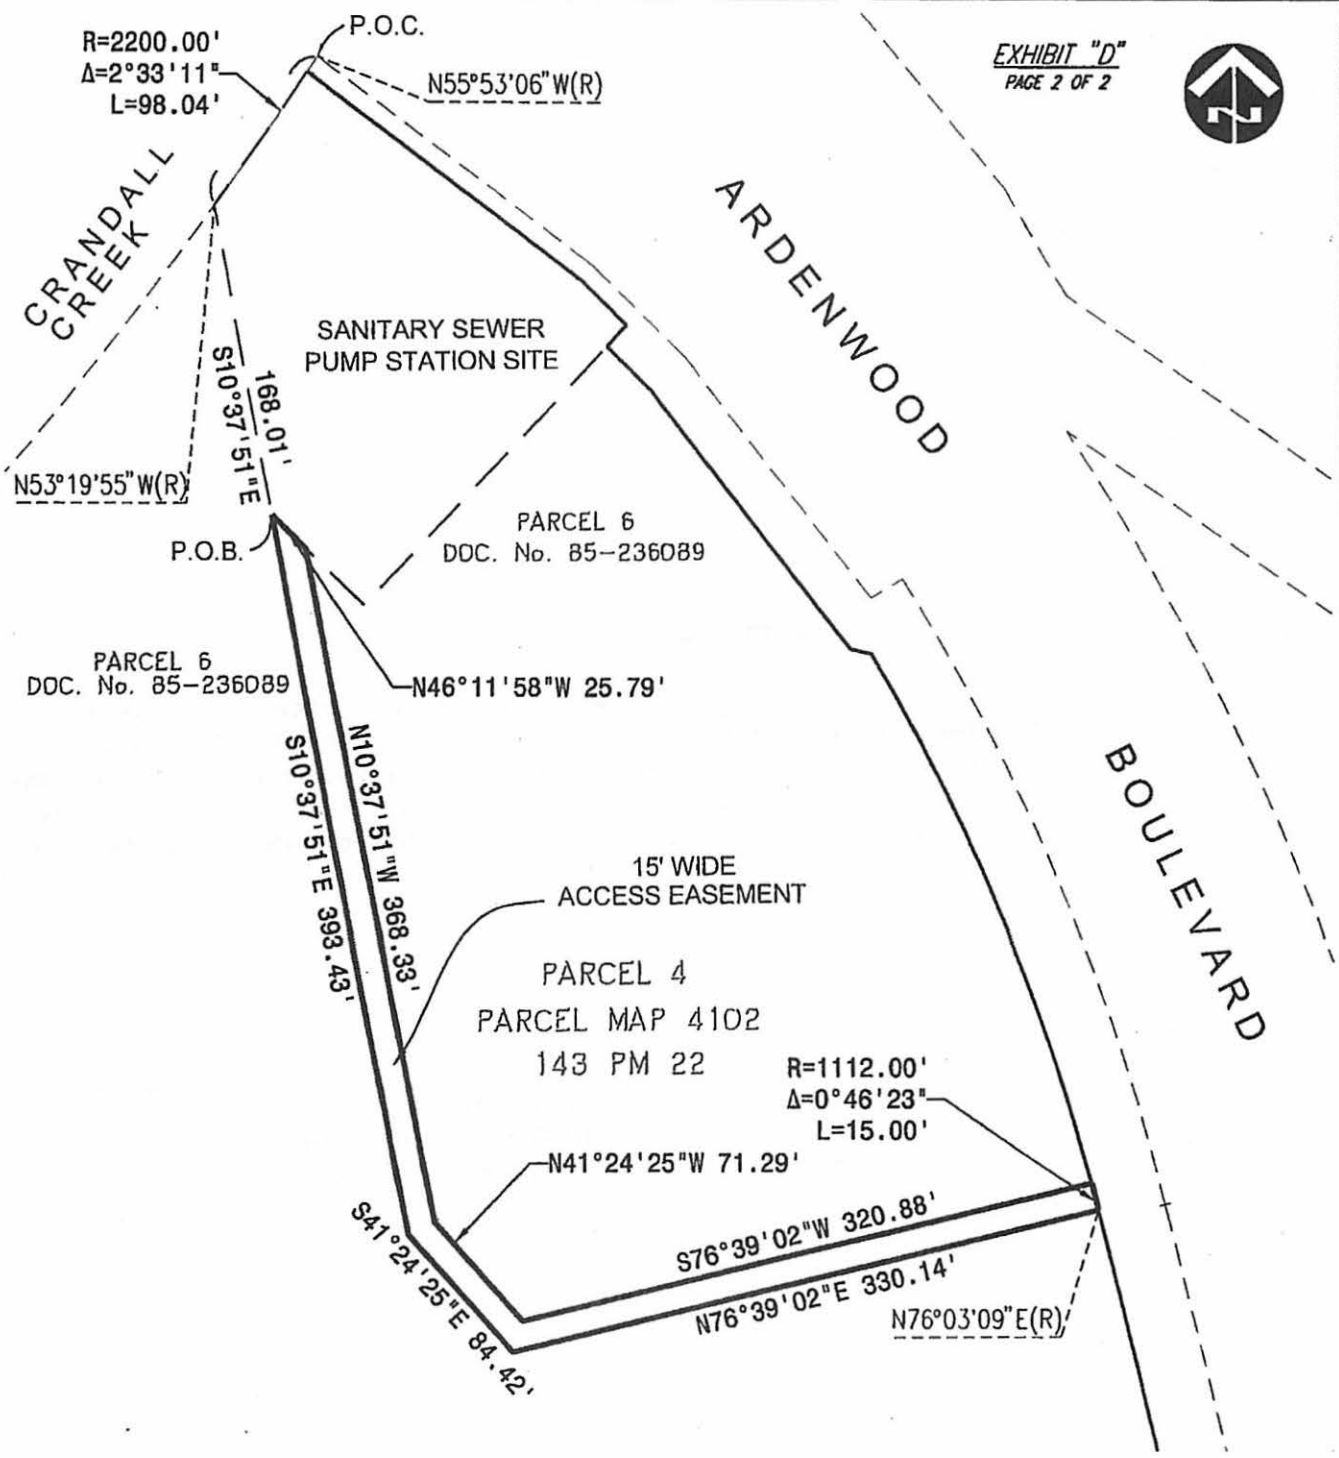 P.O.C.
R=2200.00'
Δ=2°33'11"
L=98.04'
N55°53'06"W(R)
EXHIBIT "D"
PAGE 2 OF 2
N
CRANDALL
CREEK
ARDENWOOD
SANITARY SEWER
PUMP STATION SITE
168.01'
S10°37'51"E
N53°19'55"W(R)
P.O.B.
PARCEL 6
DOC. No. 85-236089
PARCEL 6
DOC. No. 85-236089
N46°11'58"W 25.79'
N10°37'51"W 368.33'
S10°37'51"E 393.43'
BOULEVARD
15' WIDE
ACCESS EASEMENT
PARCEL 4
PARCEL MAP 4102
143 PM 22
R=1112.00'
Δ=0°46'23"
L=15.00'
N41°24'25"W 71.29'
S41°24'25"E 84.42'
S76°39'02"W 320.88'
N76°39'02"E 330.14'
N76°03'09"E(R)